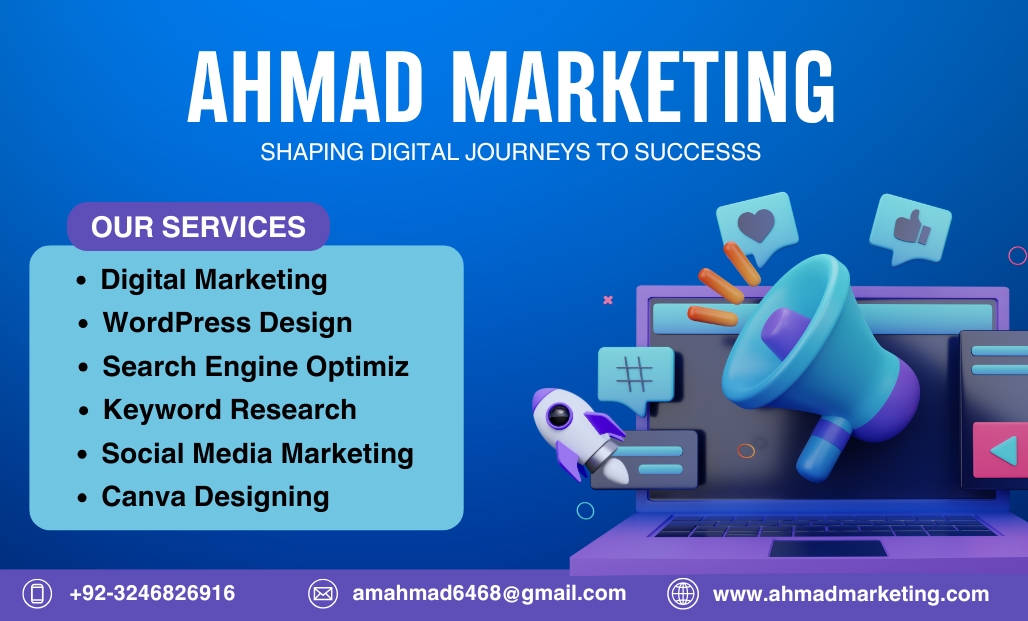 AHMAD MARKETING
SHAPING DIGITAL JOURNEYS TO SUCCESSS
OUR SERVICES
• Digital Marketing
• WordPress Design
• Search Engine Optimiz
• Keyword Research
• Social Media Marketing
• Canva Designing
+92-3246826916 amahmad6468@gmail.com www.ahmadmarketing.com